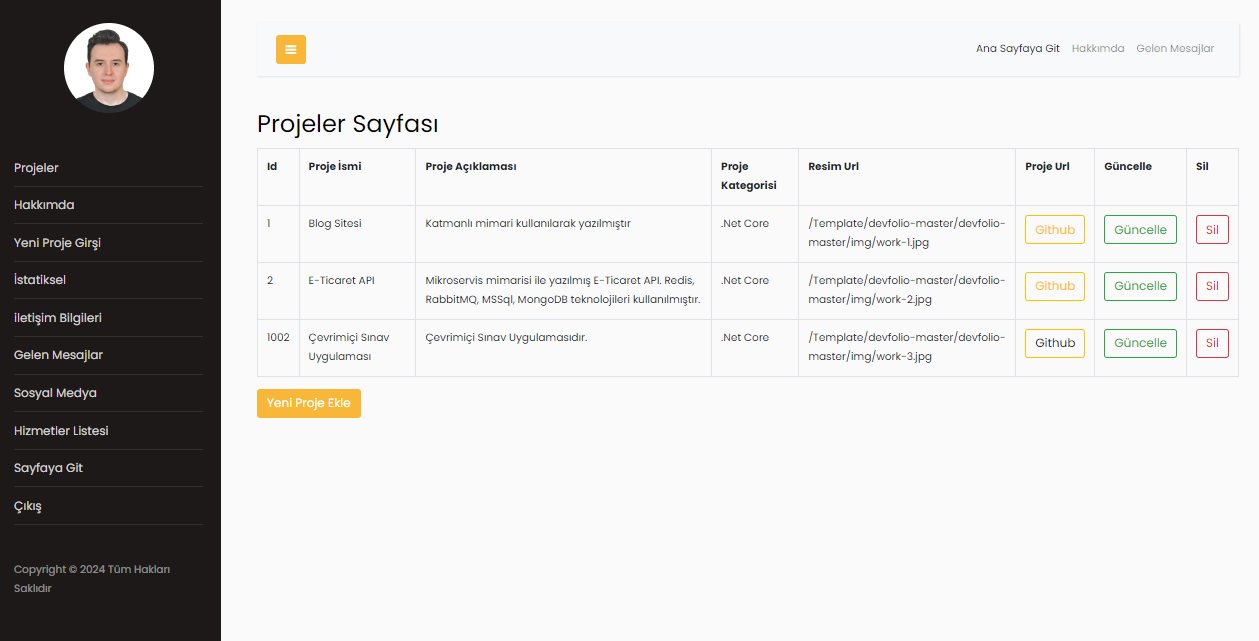 Projeler
Hakkımda
Yeni Proje Girşi
İstatiksel
İletişim Bilgileri
Gelen Mesajlar
Sosyal Medya
Hizmetler Listesi
Sayfaya Git
Çıkış
Copyright © 2024 Tüm Hakları
Saklıdır
Ana Sayfaya Git Hakkımda Gelen Mesajlar
Projeler Sayfası
Id Proje İsmi Proje Açıklaması Proje Kategorisi Resim Url Proje Url Güncelle Sil
1 Blog Sitesi Katmanlı mimari kullanılarak yazılmıştır .Net Core /Template/devfolio-master/devfolio-
master/img/work-1.jpg Github Güncelle Sil
2 E-Ticaret API Mikroservis mimarisi ile yazılmış E-Ticaret API. Redis,
RabbitMQ, MSSql, MongoDB teknolojileri kullanılmıştır. .Net Core /Template/devfolio-master/devfolio-
master/img/work-2.jpg Github Güncelle Sil
1002 Çevrimiçi Sınav
Uygulaması Çevrimiçi Sınav Uygulamasıdır. .Net Core /Template/devfolio-master/devfolio-
master/img/work-3.jpg Github Güncelle Sil
Yeni Proje Ekle